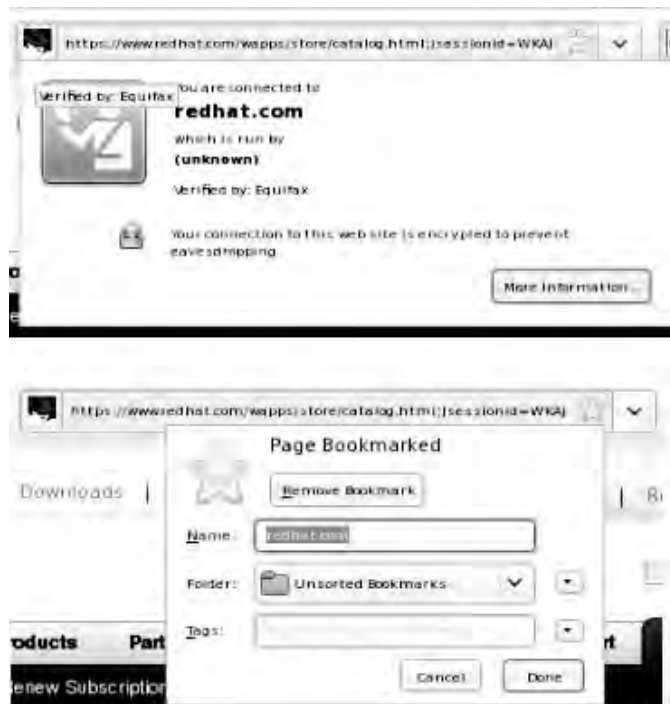 https://www.redhat.com/wapps/store/catalog.html;jsessionid=WKAJ
Verified by: Equifax
You are connected to
redhat.com
which is run by
(unknown)
Verified by: Equifax
Your connection to this web site is encrypted to prevent
eavesdropping
More Information...
https://www.redhat.com/wapps/store/catalog.html;jsessionid=WKAJ
Page Bookmarked
Downloads |
Remove Bookmark
Name:
redhat.com
Folder:
Unsorted Bookmarks
Tags:
oducts Part
rt
enew Subscription
Cancel
Done